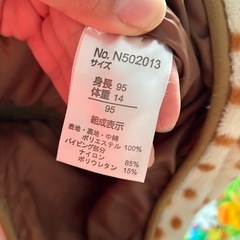 No. N502013
サイズ
身長 95
体重 14
95
組成表示
表地・裏地・中綿
ポリエステル 100%
パイピング部分
ナイロン 85%
ポリウレタン 15%